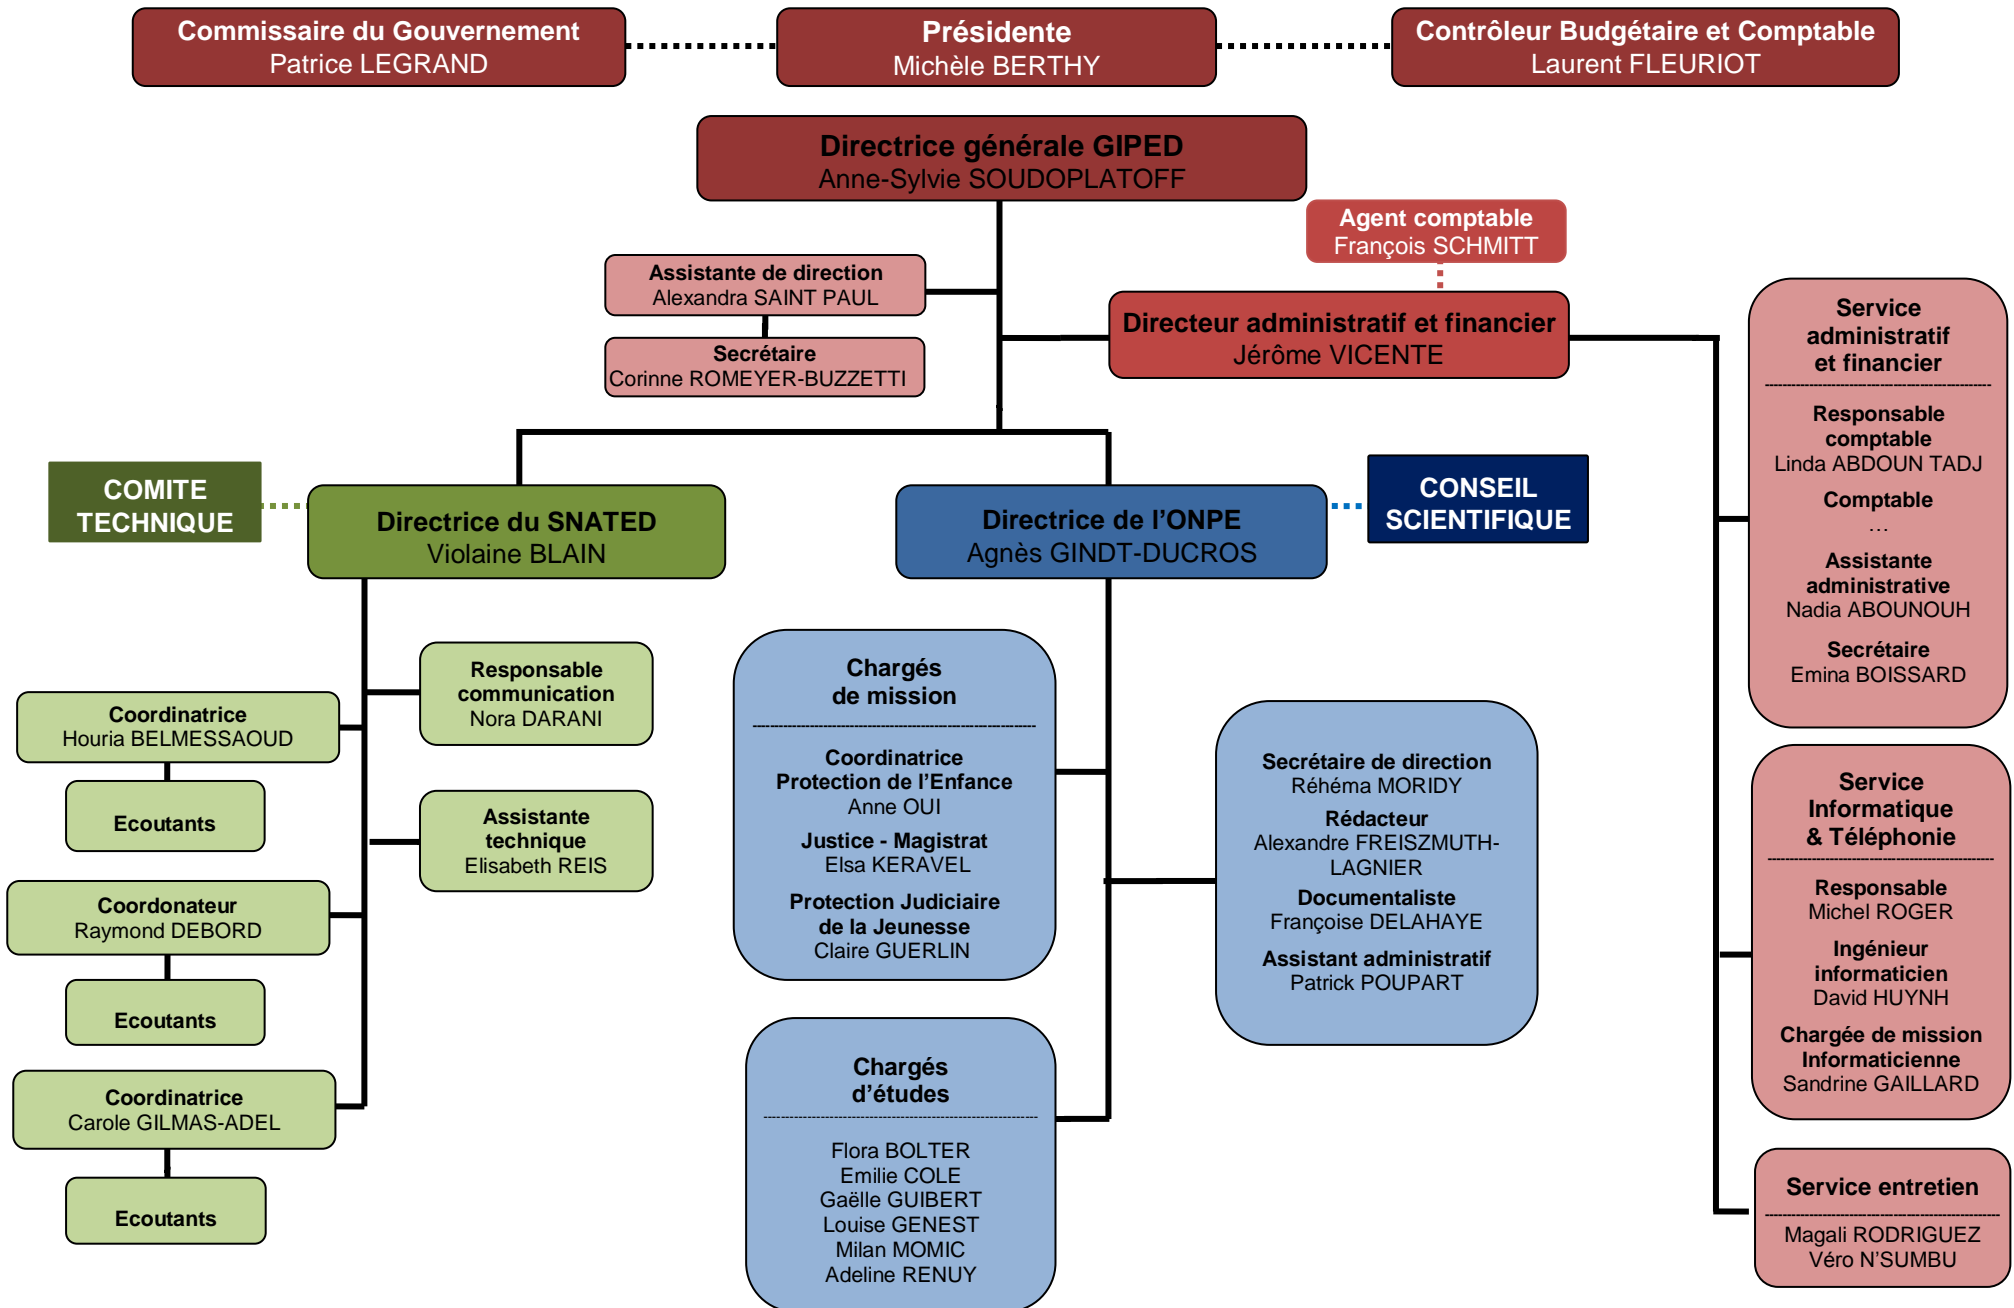 Commissaire du Gouvernement
Patrice LEGRAND
Présidente
Michèle BERTHY
Contrôleur Budgétaire et Comptable
Laurent FLEURIOT
Directrice générale GIPED
Anne-Sylvie SOUDOPLATOFF
Agent comptable
François SCHMITT
Assistante de direction
Alexandra SAINT PAUL
Secrétaire
Corinne ROMEYER-BUZZETTI
Directeur administratif et financier
Jérôme VICENTE
COMITE
TECHNIQUE
Directrice du SNATED
Violaine BLAIN
Directrice de l’ONPE
Agnès GINDT-DUCROS
CONSEIL
SCIENTIFIQUE
Responsable
communication
Nora DARANI
Coordinatrice
Houria BELMESSAOUD
Ecoutants
Assistante
technique
Elisabeth REIS
Coordonateur
Raymond DEBORD
Ecoutants
Coordinatrice
Carole GILMAS-ADEL
Ecoutants
Chargés
de mission
Coordinatrice
Protection de l’Enfance
Anne OUI
Justice - Magistrat
Elsa KERAVEL
Protection Judiciaire
de la Jeunesse
Claire GUERLIN
Chargés
d’études
Flora BOLTER
Emilie COLE
Gaëlle GUIBERT
Louise GENEST
Milan MOMIC
Adeline RENUY
Secrétaire de direction
Réhéma MORIDY
Rédacteur
Alexandre FREISZMUTH-
LAGNIER
Documentaliste
Françoise DELAHAYE
Assistant administratif
Patrick POUPART
Service
administratif
et financier
Responsable
comptable
Linda ABDOUN TADJ
Comptable
…
Assistante
administrative
Nadia ABOUNOUH
Secrétaire
Emina BOISSARD
Service
Informatique
& Téléphonie
Responsable
Michel ROGER
Ingénieur
informaticien
David HUYNH
Chargée de mission
Informaticienne
Sandrine GAILLARD
Service entretien
Magali RODRIGUEZ
Véro N’SUMBU